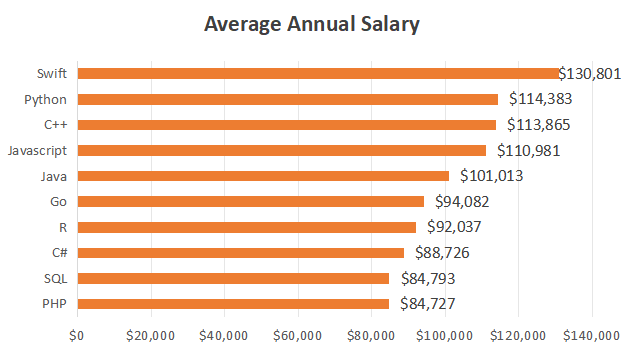 Average Annual Salary
Swift $130,801
Python $114,383
C++ $113,865
Javascript $110,981
Java $101,013
Go $94,082
R $92,037
C# $88,726
SQL $84,793
PHP $84,727
$0 $20,000 $40,000 $60,000 $80,000 $100,000 $120,000 $140,000